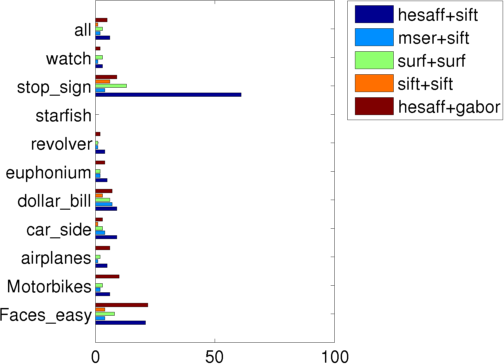 all
watch
stop_sign
starfish
revolver
euphonium
dollar_bill
car_side
airplanes
Motorbikes
Faces_easy
0 50 100
hesaff+sift
mser+sift
surf+surf
sift+sift
hesaff+gabor